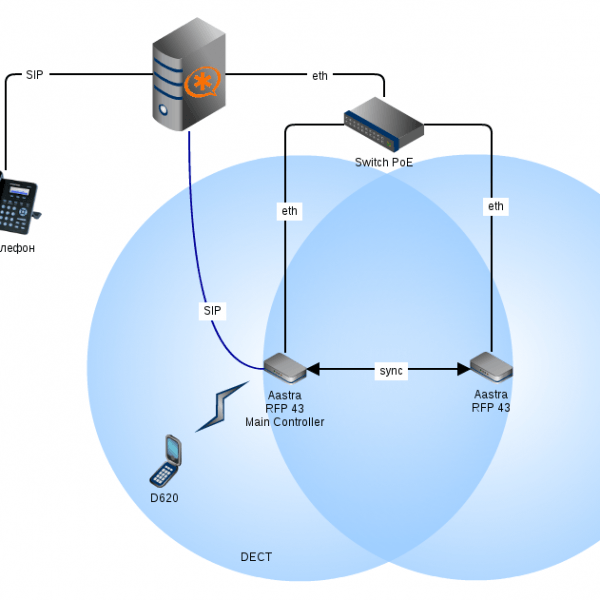 SIP
eth
Switch PoE
eth
eth
лефон
SIP
sync
Aastra
RFP 43
Main Controller
Aastra
RFP 43
D620
DECT